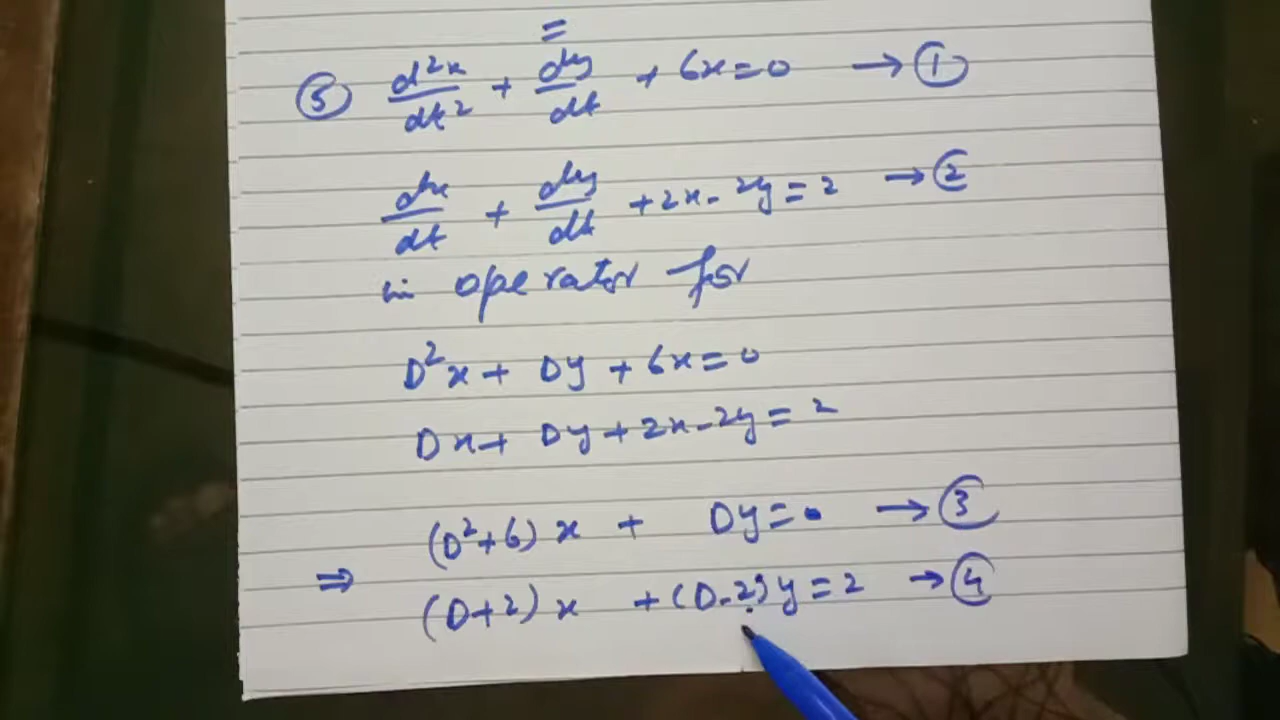 =
⑤ d²x/dt² + dy/dt + 6x = 0 → ①
dx/dt + dy/dt + 2x - 2y = 2 → ②
in operator for
D²x + Dy + 6x = 0
Dx + Dy + 2x - 2y = 2
(D²+6) x + Dy = 0 → ③
⇒ (D+2) x + (D-2) y = 2 → ④